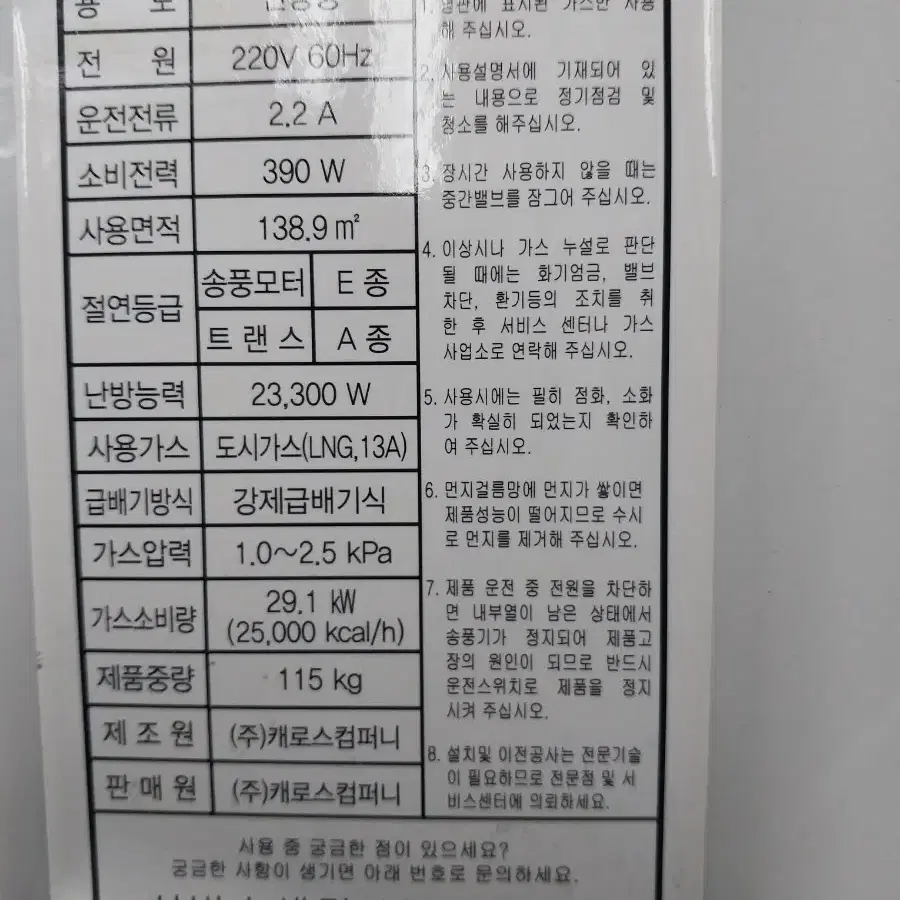 용 도
전 원 220V 60Hz
운전전류 2.2 A
소비전력 390 W
사용면적 138.9 ㎡
절연등급 송풍모터 E 종
트 랜 스 A 종
난방능력 23,300 W
사용가스 도시가스(LNG,13A)
급배기방식 강제급배기식
가스압력 1.0~2.5 kPa
가스소비량 29.1 ㎾
(25,000 kcal/h)
제품중량 115 kg
제 조 원 (주)캐로스컴퍼니
판 매 원 (주)캐로스컴퍼니
1. 명판에 표시된 가스만 사용
해 주십시오.
2. 사용설명서에 기재되어 있
는 내용으로 정기점검 및
청소를 해주십시오.
3. 장시간 사용하지 않을 때는
중간밸브를 잠그어 주십시오.
4. 이상시나 가스 누설로 판단
될 때에는 화기엄금, 밸브
차단, 환기등의 조치를 취
한 후 서비스 센터나 가스
사업소로 연락해 주십시오.
5. 사용시에는 필히 점화, 소화
가 확실히 되었는지 확인하
여 주십시오.
6. 먼지걸름망에 먼지가 쌓이면
제품성능이 떨어지므로 수시
로 먼지를 제거해 주십시오.
7. 제품 운전 중 전원을 차단하
면 내부열이 남은 상태에서
송풍기가 정지되어 제품고
장의 원인이 되므로 반드시
운전스위치로 제품을 정지
시켜 주십시오.
8. 설치및 이전공사는 전문기술
이 필요하므로 전문점 및 서
비스센터에 의뢰하세요.
사용 중 궁금한 점이 있으세요?
궁금한 사항이 생기면 아래 번호로 문의하세요.